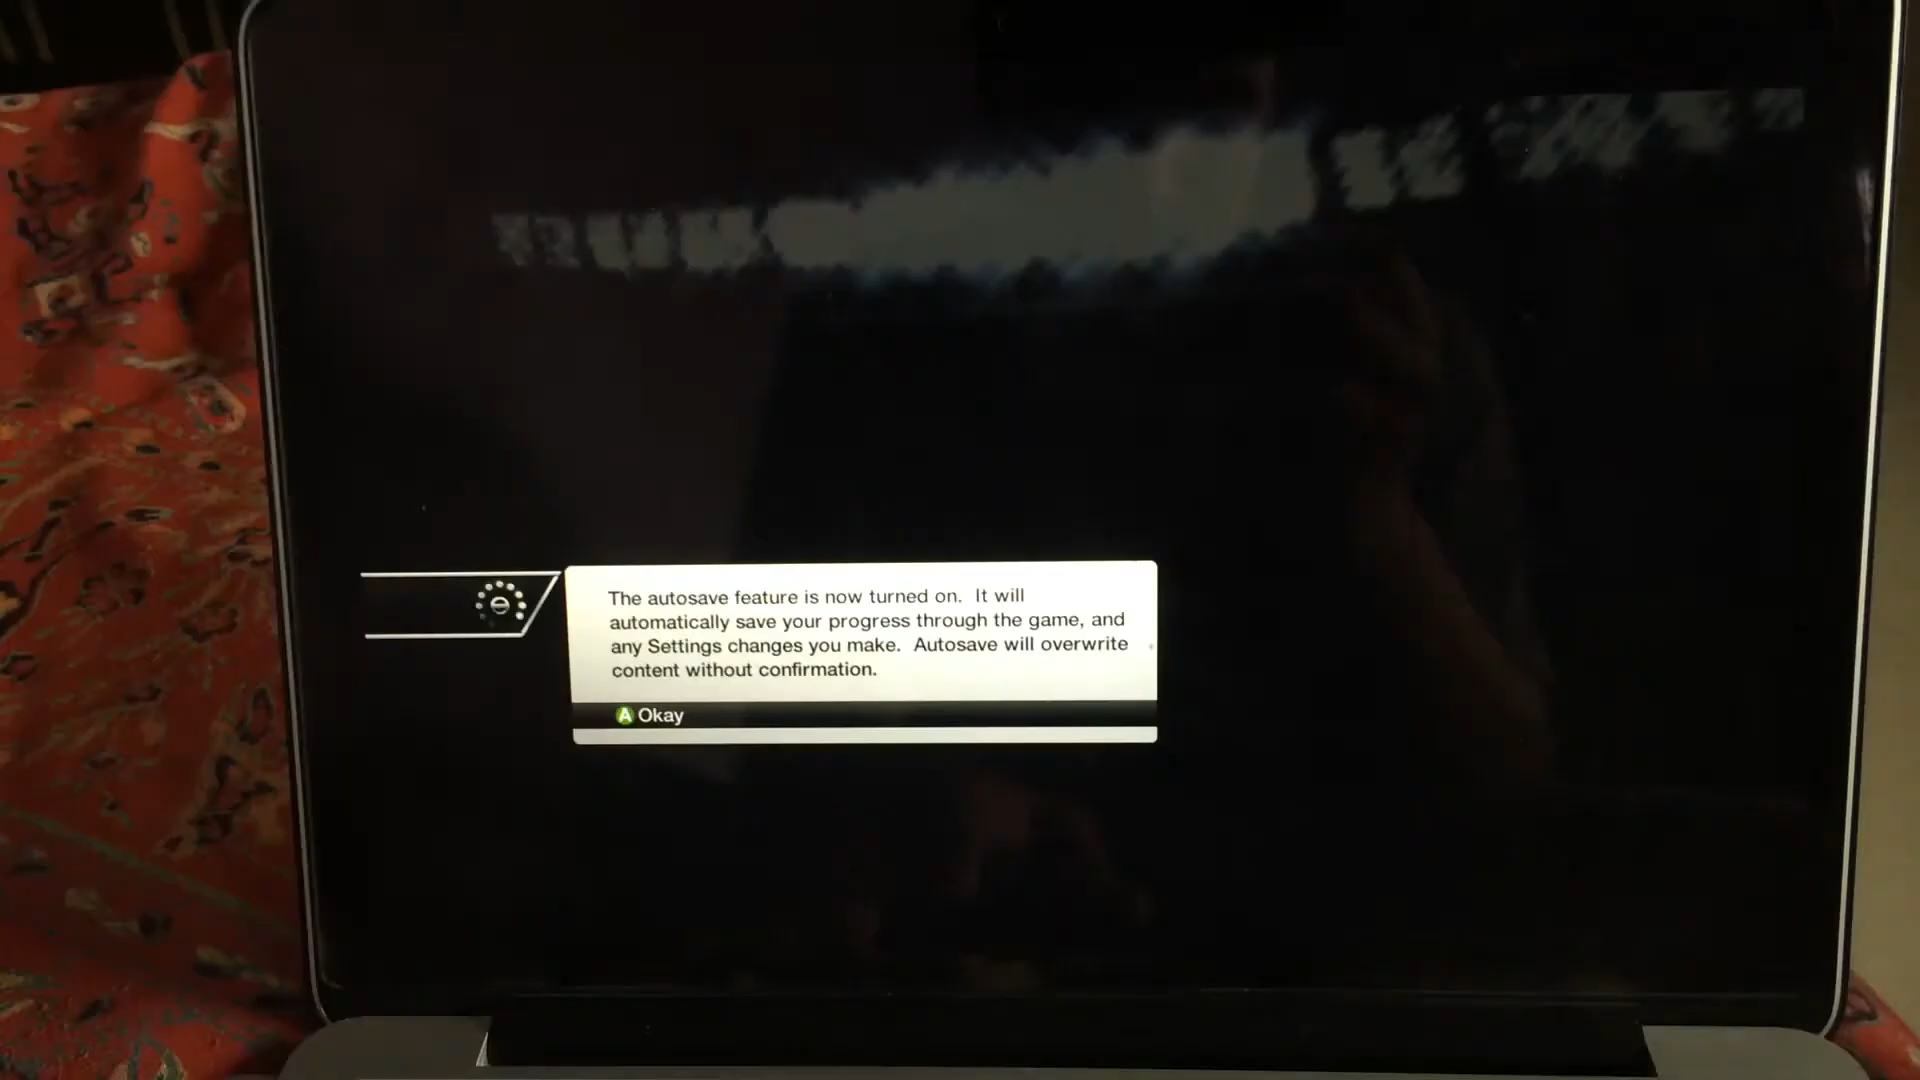 The autosave feature is now turned on. It will
automatically save your progress through the game, and
any Settings changes you make. Autosave will overwrite
content without confirmation.
A Okay